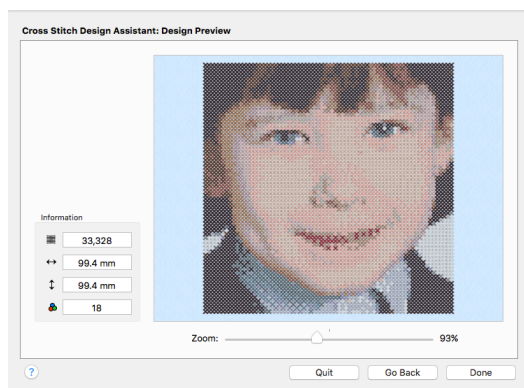 Cross Stitch Design Assistant: Design Preview
Information
33,328
99.4 mm
99.4 mm
18
Zoom: 93%
? Quit Go Back Done